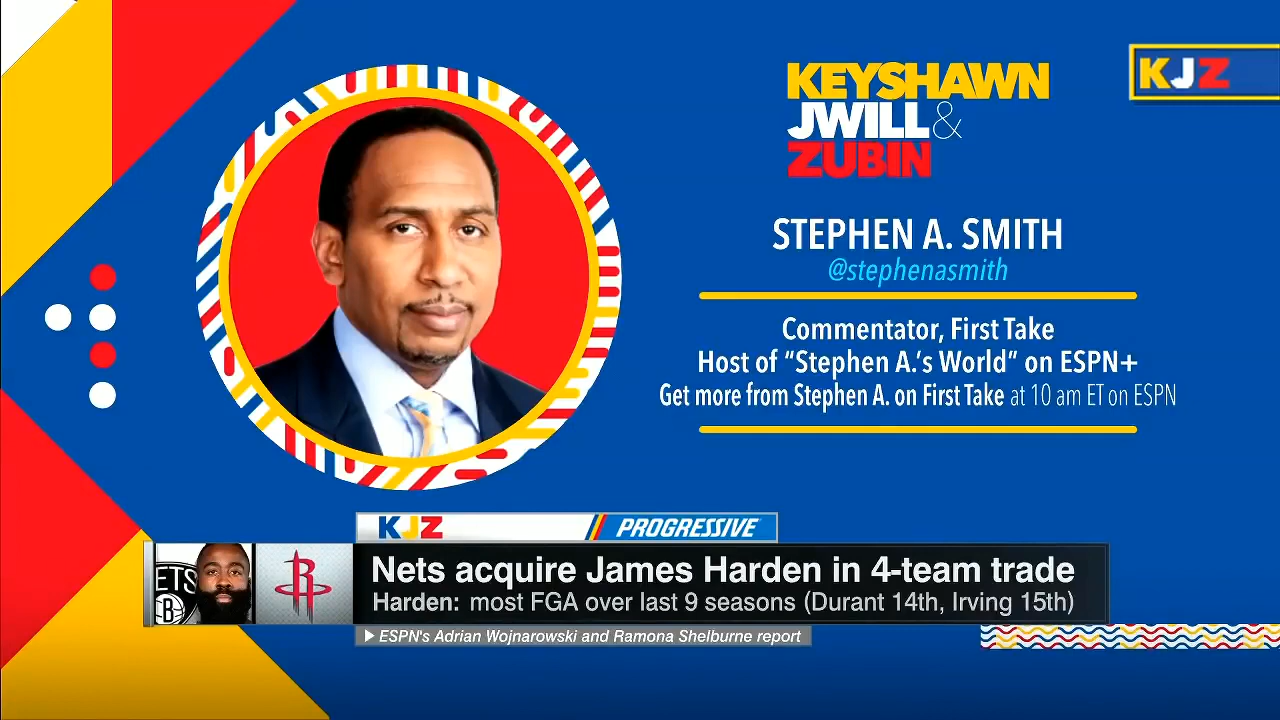 KEYSHAWN
JWILL &
ZUBIN
KJZ
STEPHEN A. SMITH
@stephenasmith
Commentator, First Take
Host of “Stephen A.’s World” on ESPN+
Get more from Stephen A. on First Take at 10 am ET on ESPN
KJZ PROGRESSIVE
ETS
B
R
Nets acquire James Harden in 4-team trade
Harden: most FGA over last 9 seasons (Durant 14th, Irving 15th)
ESPN's Adrian Wojnarowski and Ramona Shelburne report